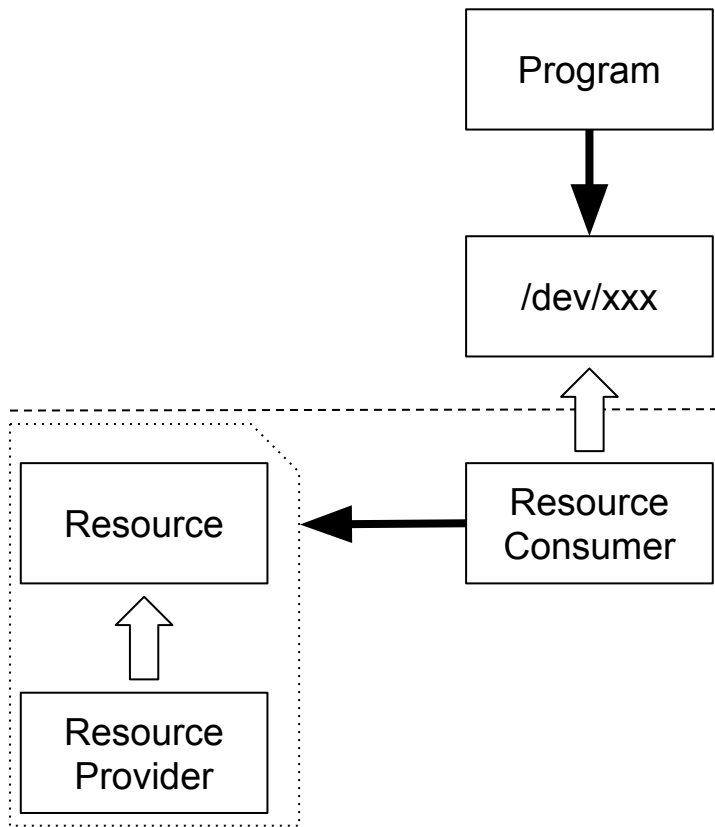 Program
/dev/xxx
Resource
Resource
Consumer
Resource
Provider